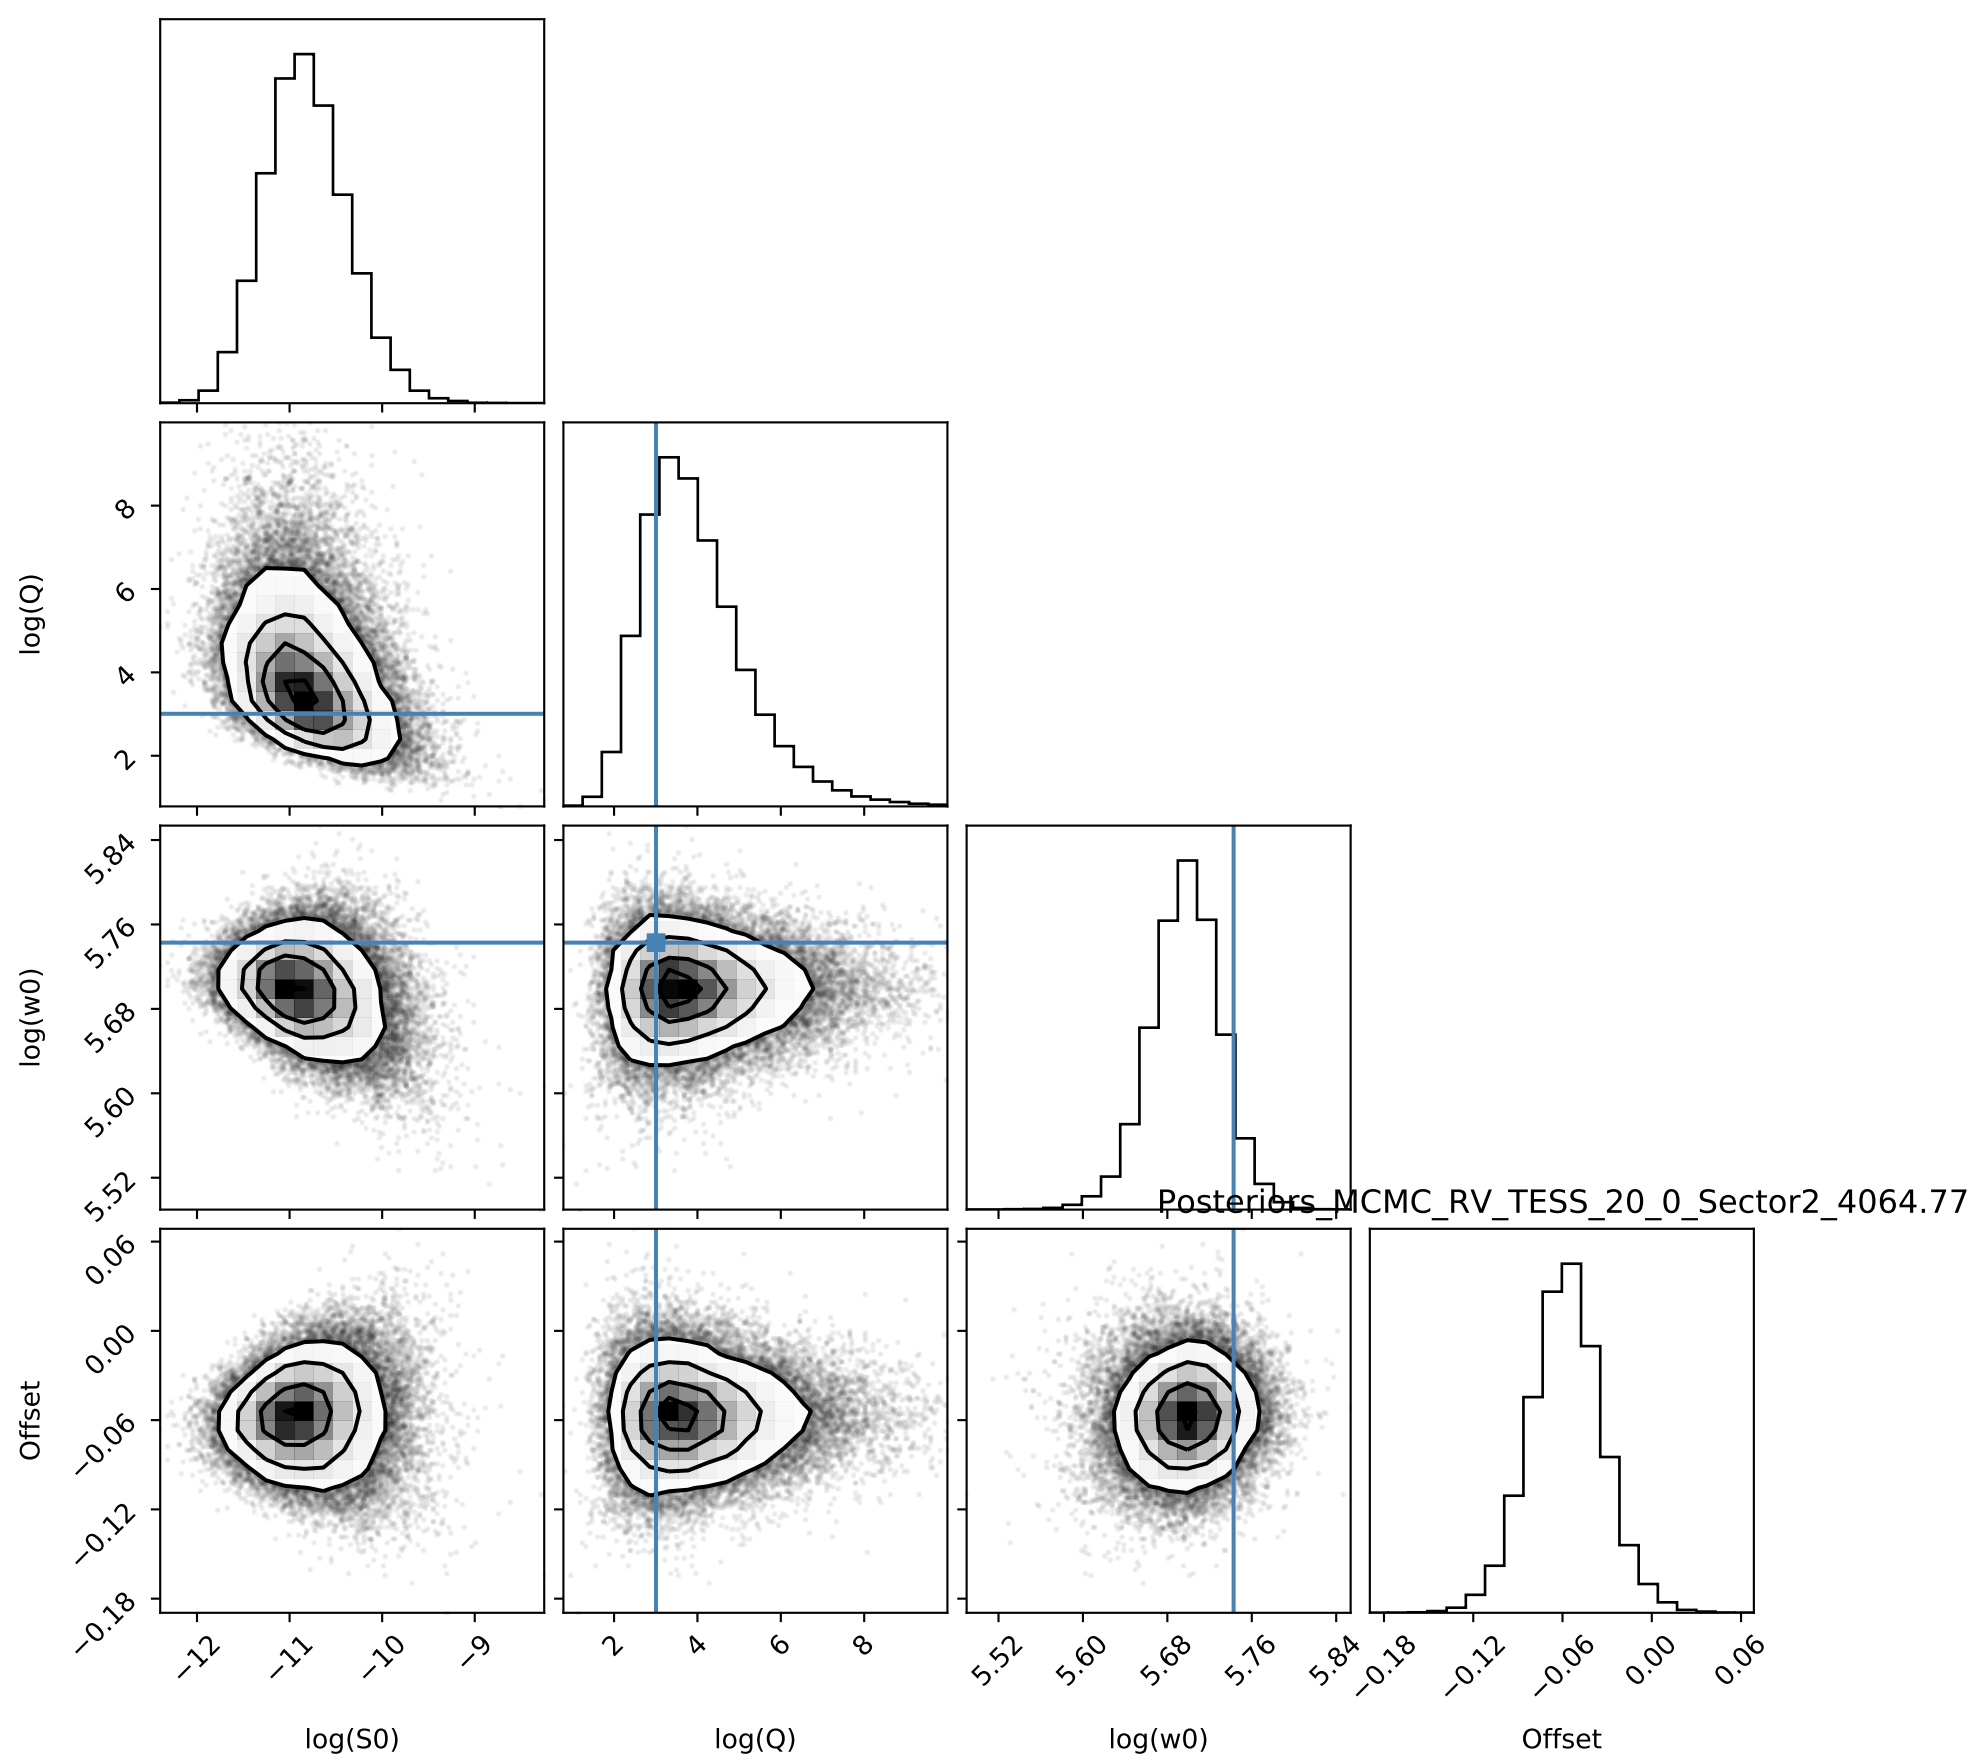 log(Q)
8
6
4
2
log(w0)
5.84
5.76
5.68
5.60
5.52
Posteriors_MCMC_RV_TESS_20_0_Sector2_4064.77
Offset
0.06
0.00
−0.06
−0.12
−0.18
−12 −11 −10 −9 2 4 6 8 5.52 5.60 5.68 5.76 5.84 −0.18 −0.12 −0.06 0.00 0.06
log(S0) log(Q) log(w0) Offset